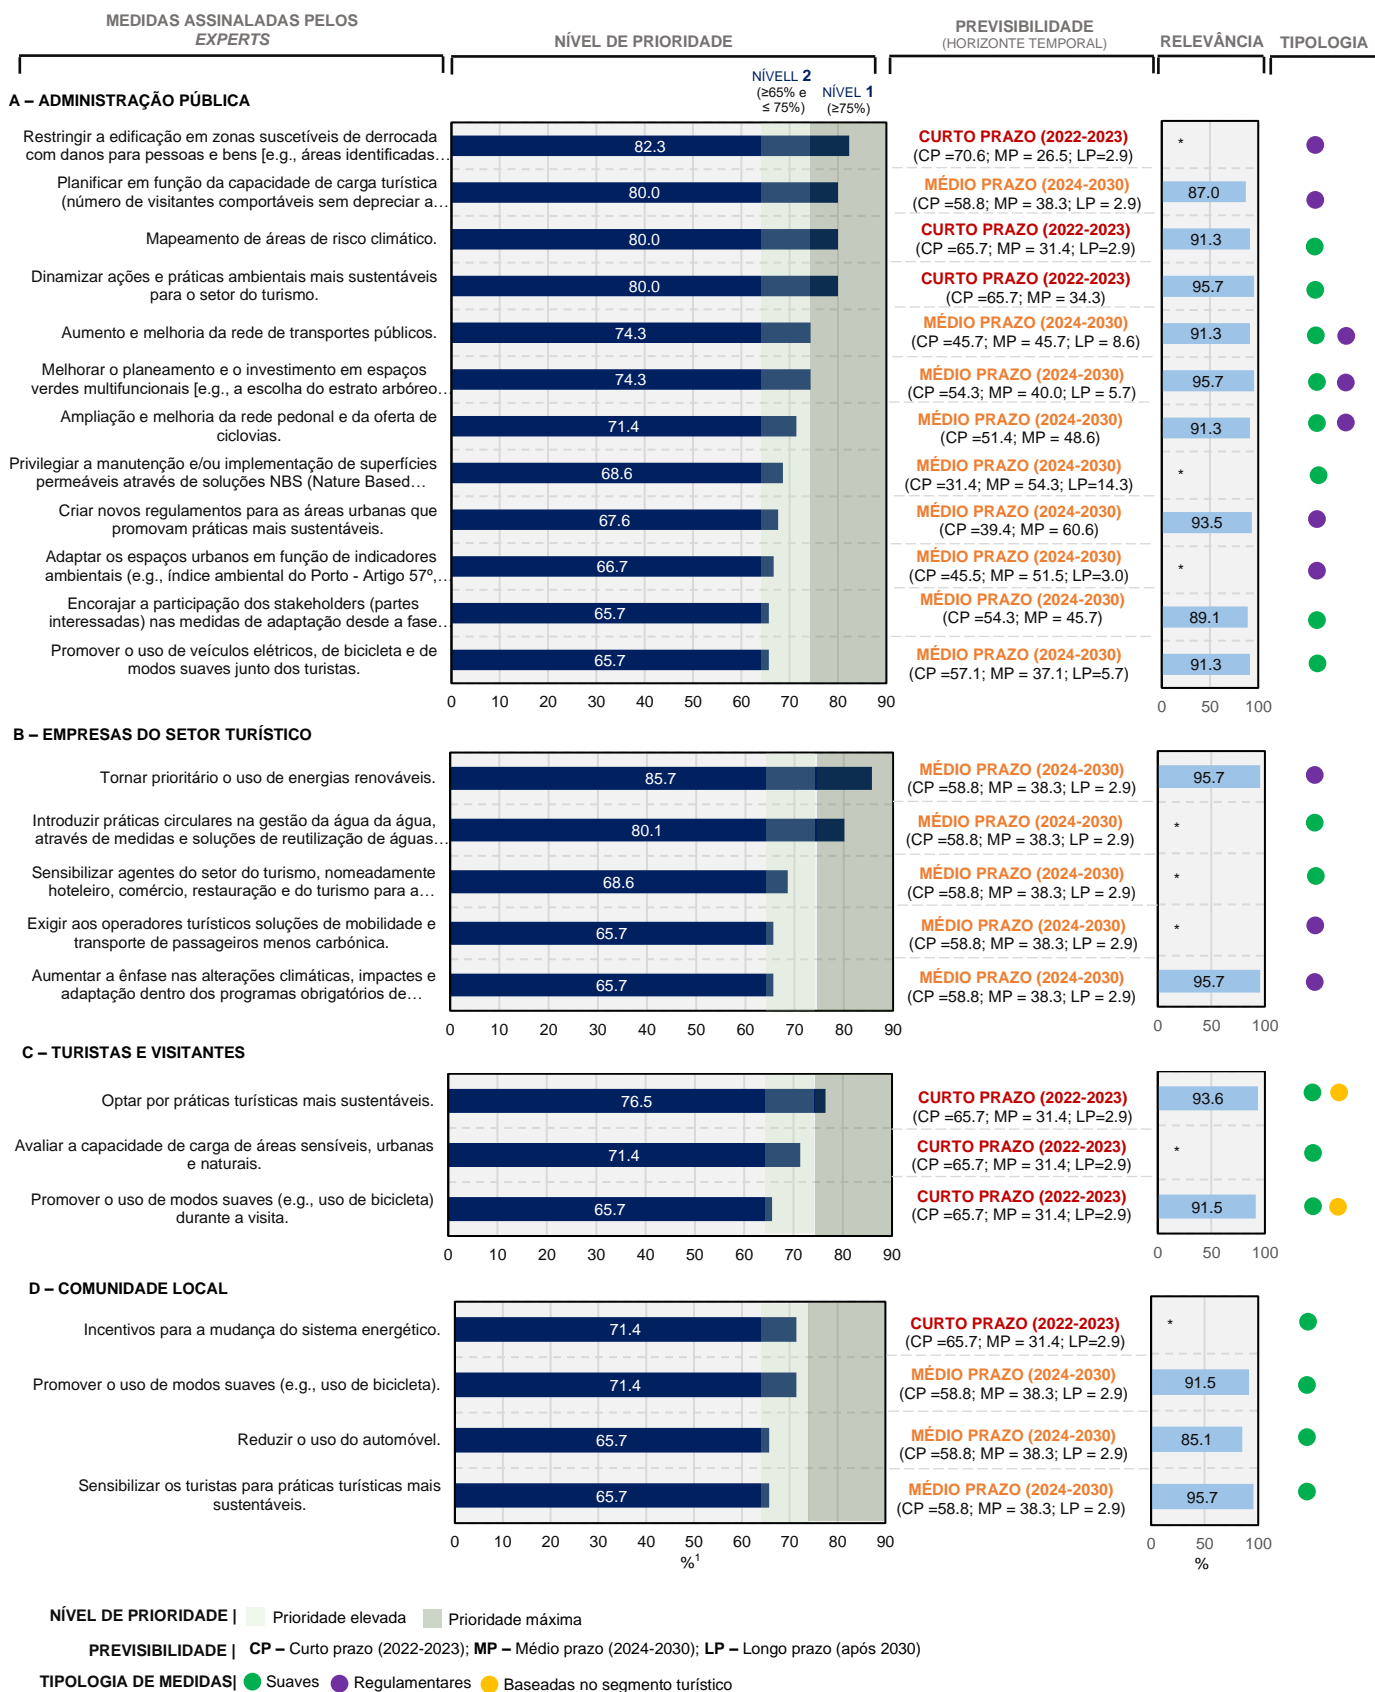 MEDIDAS ASSINALADAS PELOS
EXPERTS
NÍVEL DE PRIORIDADE
PREVISIBILIDADE
(HORIZONTE TEMPORAL)
RELEVÂNCIA
TIPOLOGIA
NÍVELL 2
(≥65% e
≤ 75%)
NÍVEL 1
(≥75%)
A – ADMINISTRAÇÃO PÚBLICA
Restringir a edificação em zonas suscetíveis de derrocada
com danos para pessoas e bens [e.g., áreas identificadas…
82.3
CURTO PRAZO (2022-2023)
(CP =70.6; MP = 26.5; LP=2.9)
*
Planificar em função da capacidade de carga turística
(número de visitantes comportáveis sem depreciar a…
80.0
MÉDIO PRAZO (2024-2030)
(CP =58.8; MP = 38.3; LP = 2.9)
87.0
Mapeamento de áreas de risco climático.
80.0
CURTO PRAZO (2022-2023)
(CP =65.7; MP = 31.4; LP=2.9)
91.3
Dinamizar ações e práticas ambientais mais sustentáveis
para o setor do turismo.
80.0
CURTO PRAZO (2022-2023)
(CP =65.7; MP = 34.3)
95.7
Aumento e melhoria da rede de transportes públicos.
74.3
MÉDIO PRAZO (2024-2030)
(CP =45.7; MP = 45.7; LP = 8.6)
91.3
Melhorar o planeamento e o investimento em espaços
verdes multifuncionais [e.g., a escolha do estrato arbóreo…
74.3
MÉDIO PRAZO (2024-2030)
(CP =54.3; MP = 40.0; LP = 5.7)
95.7
Ampliação e melhoria da rede pedonal e da oferta de
ciclovias.
71.4
MÉDIO PRAZO (2024-2030)
(CP =51.4; MP = 48.6)
91.3
Privilegiar a manutenção e/ou implementação de superfícies
permeáveis através de soluções NBS (Nature Based…
68.6
MÉDIO PRAZO (2024-2030)
(CP =31.4; MP = 54.3; LP=14.3)
*
Criar novos regulamentos para as áreas urbanas que
promovam práticas mais sustentáveis.
67.6
MÉDIO PRAZO (2024-2030)
(CP =39.4; MP = 60.6)
93.5
Adaptar os espaços urbanos em função de indicadores
ambientais (e.g., índice ambiental do Porto - Artigo 57º,…
66.7
MÉDIO PRAZO (2024-2030)
(CP =45.5; MP = 51.5; LP=3.0)
*
Encorajar a participação dos stakeholders (partes
interessadas) nas medidas de adaptação desde a fase…
65.7
MÉDIO PRAZO (2024-2030)
(CP =54.3; MP = 45.7)
89.1
Promover o uso de veículos elétricos, de bicicleta e de
modos suaves junto dos turistas.
65.7
MÉDIO PRAZO (2024-2030)
(CP =57.1; MP = 37.1; LP=5.7)
91.3
0 10 20 30 40 50 60 70 80 90
0 50 100
B – EMPRESAS DO SETOR TURÍSTICO
Tornar prioritário o uso de energias renováveis.
85.7
MÉDIO PRAZO (2024-2030)
(CP =58.8; MP = 38.3; LP = 2.9)
95.7
Introduzir práticas circulares na gestão da água da água,
através de medidas e soluções de reutilização de águas…
80.1
MÉDIO PRAZO (2024-2030)
(CP =58.8; MP = 38.3; LP = 2.9)
*
Sensibilizar agentes do setor do turismo, nomeadamente
hoteleiro, comércio, restauração e do turismo para a…
68.6
MÉDIO PRAZO (2024-2030)
(CP =58.8; MP = 38.3; LP = 2.9)
*
Exigir aos operadores turísticos soluções de mobilidade e
transporte de passageiros menos carbónica.
65.7
MÉDIO PRAZO (2024-2030)
(CP =58.8; MP = 38.3; LP = 2.9)
*
Aumentar a ênfase nas alterações climáticas, impactes e
adaptação dentro dos programas obrigatórios de…
65.7
MÉDIO PRAZO (2024-2030)
(CP =58.8; MP = 38.3; LP = 2.9)
95.7
0 10 20 30 40 50 60 70 80 90
0 50 100
C – TURISTAS E VISITANTES
Optar por práticas turísticas mais sustentáveis.
76.5
CURTO PRAZO (2022-2023)
(CP =65.7; MP = 31.4; LP=2.9)
93.6
Avaliar a capacidade de carga de áreas sensíveis, urbanas
e naturais.
71.4
CURTO PRAZO (2022-2023)
(CP =65.7; MP = 31.4; LP=2.9)
*
Promover o uso de modos suaves (e.g., uso de bicicleta)
durante a visita.
65.7
CURTO PRAZO (2022-2023)
(CP =65.7; MP = 31.4; LP=2.9)
91.5
0 10 20 30 40 50 60 70 80 90
0 50 100
D – COMUNIDADE LOCAL
Incentivos para a mudança do sistema energético.
71.4
CURTO PRAZO (2022-2023)
(CP =65.7; MP = 31.4; LP=2.9)
*
Promover o uso de modos suaves (e.g., uso de bicicleta).
71.4
MÉDIO PRAZO (2024-2030)
(CP =58.8; MP = 38.3; LP = 2.9)
91.5
Reduzir o uso do automóvel.
65.7
MÉDIO PRAZO (2024-2030)
(CP =58.8; MP = 38.3; LP = 2.9)
85.1
Sensibilizar os turistas para práticas turísticas mais
sustentáveis.
65.7
MÉDIO PRAZO (2024-2030)
(CP =58.8; MP = 38.3; LP = 2.9)
95.7
0 10 20 30 40 50 60 70 80 90
%¹
0 50 100
%
NÍVEL DE PRIORIDADE | Prioridade elevada Prioridade máxima
PREVISIBILIDADE | CP – Curto prazo (2022-2023); MP – Médio prazo (2024-2030); LP – Longo prazo (após 2030)
TIPOLOGIA DE MEDIDAS| Suaves Regulamentares Baseadas no segmento turístico